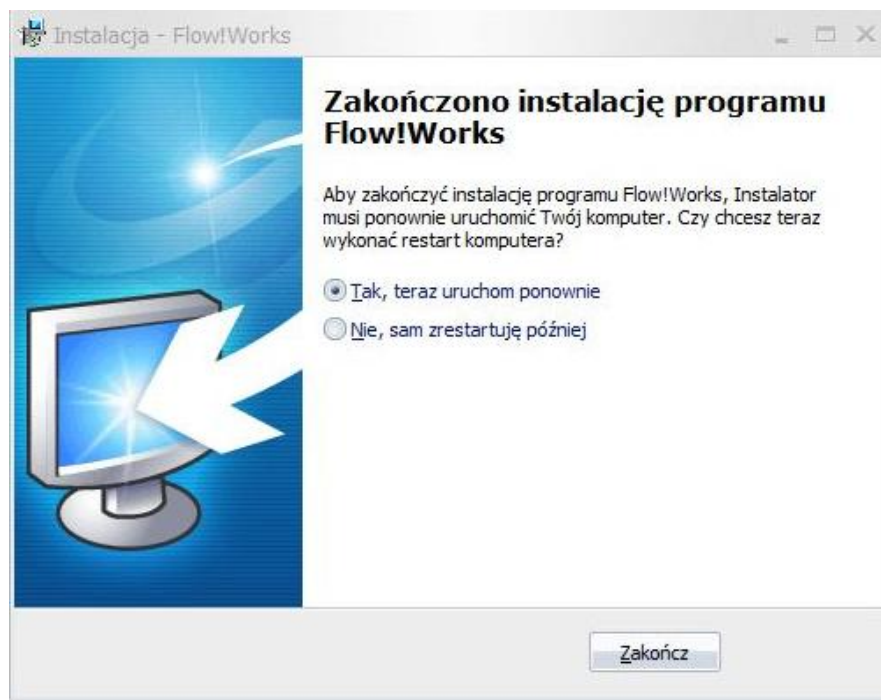 Instalacja - Flow!Works
Zakończono instalację programu
Flow!Works
Aby zakończyć instalację programu Flow!Works, Instalator
musi ponownie uruchomić Twój komputer. Czy chcesz teraz
wykonać restart komputera?
Tak, teraz uruchom ponownie
Nie, sam zrestartuję później
Zakończ